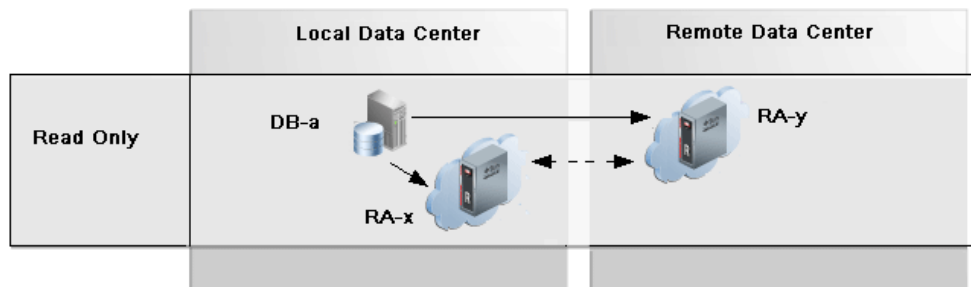 Local Data Center
Remote Data Center
Read Only
DB-a
RA-y
RA-x
R
R